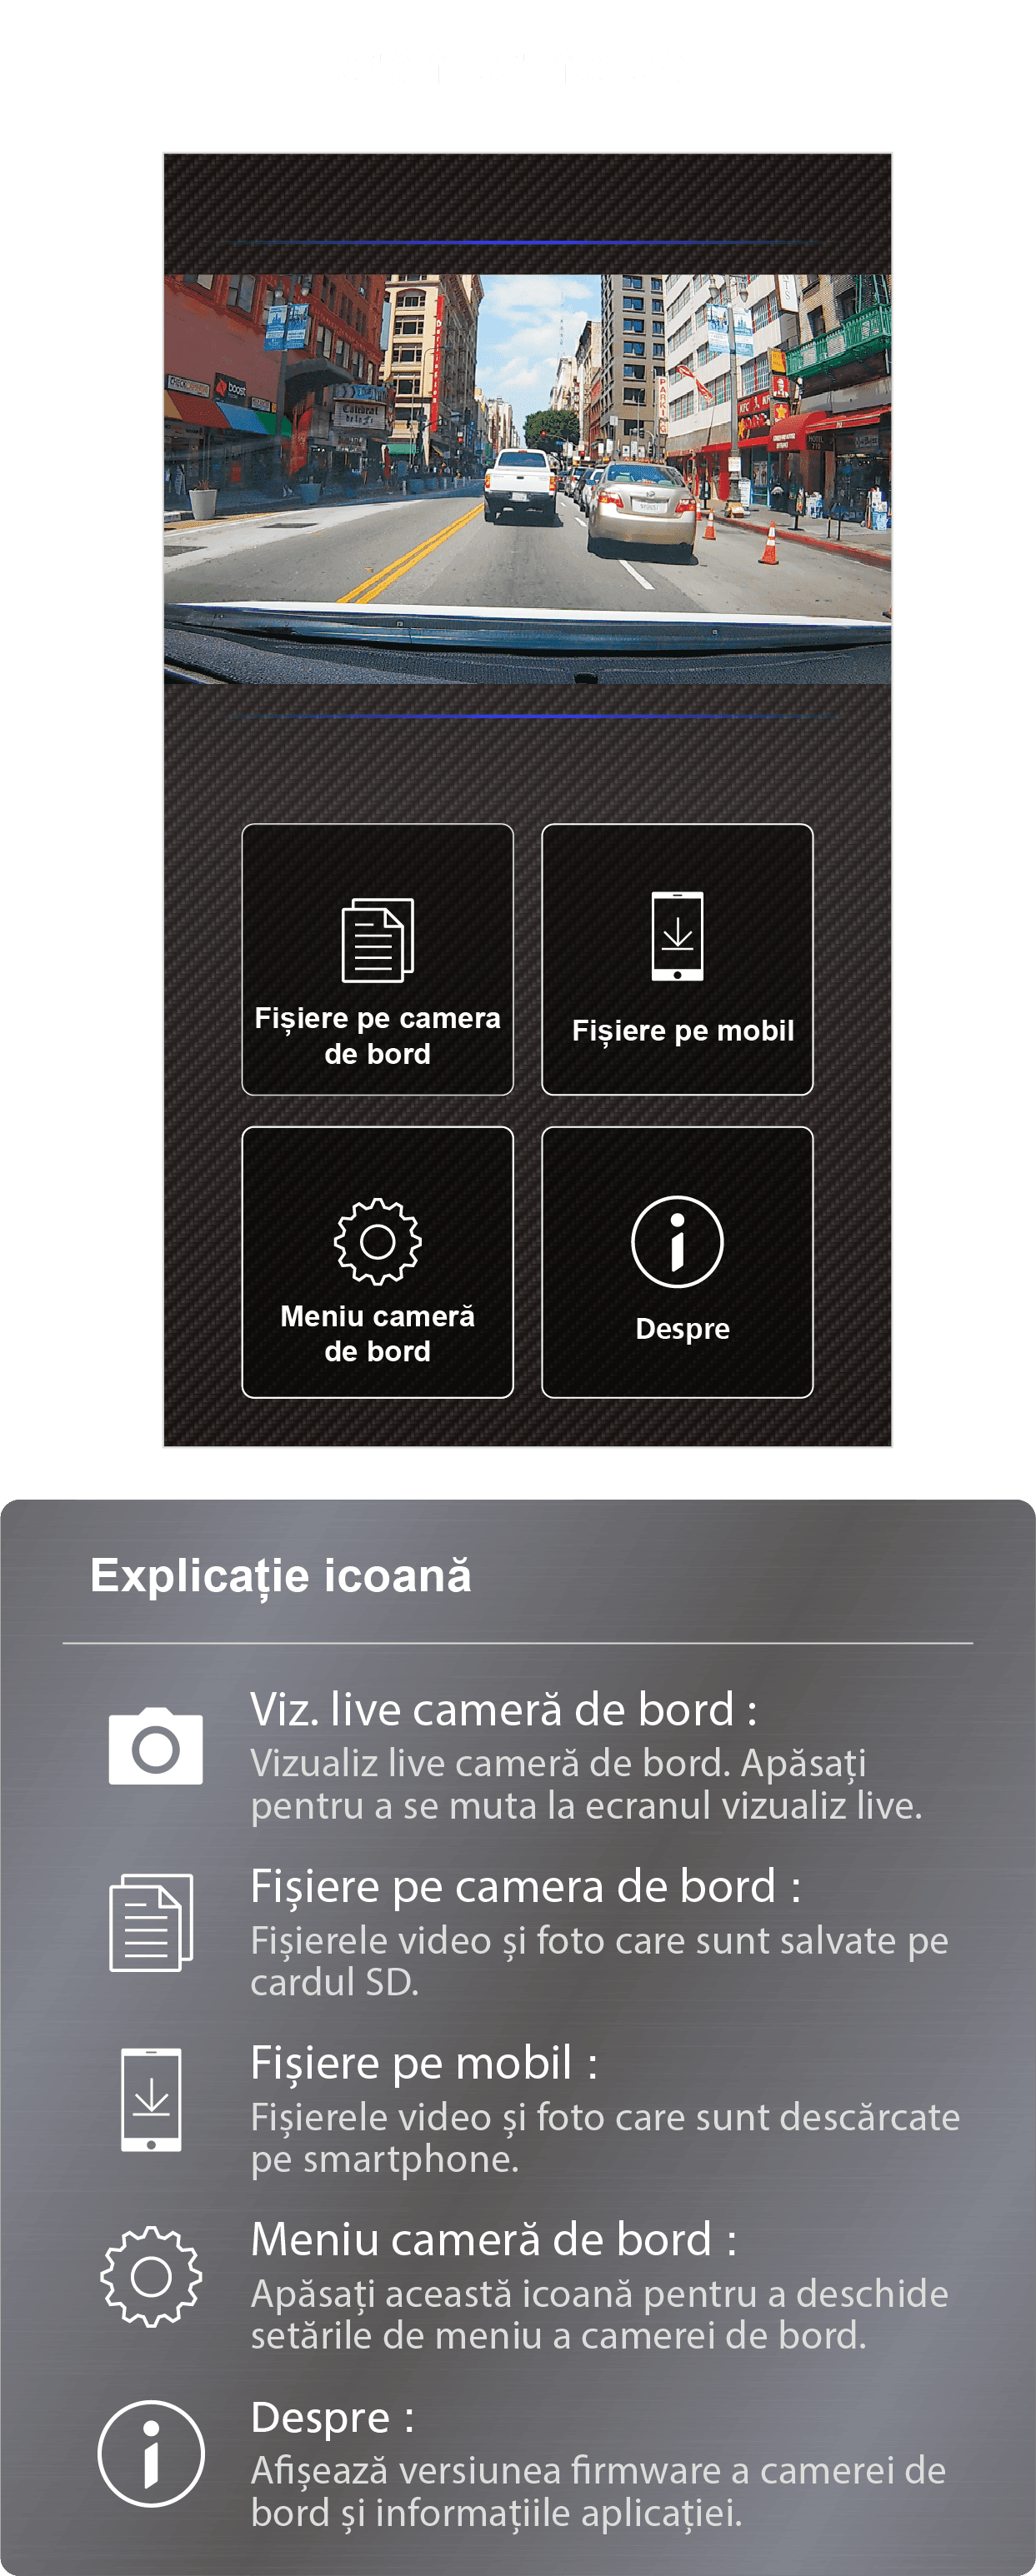 CHECK
boost
PARKING
KFC
Fișiere pe camera
de bord
Fișiere pe mobil
Meniu cameră
de bord
Despre
Explicație icoană
Viz. live cameră de bord :
Vizualiz live cameră de bord. Apăsați
pentru a se muta la ecranul vizualiz live.
Fișiere pe camera de bord :
Fișierele video și foto care sunt salvate pe
cardul SD.
Fișiere pe mobil :
Fișierele video și foto care sunt descărcate
pe smartphone.
Meniu cameră de bord :
Apăsați această icoană pentru a deschide
setările de meniu a camerei de bord.
Despre :
Afișează versiunea firmware a camerei de
bord și informațiile aplicației.